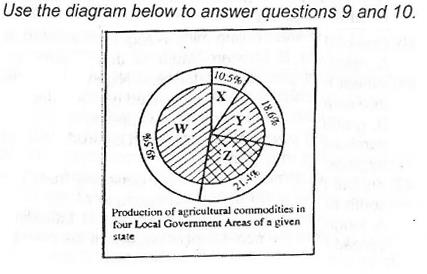 Use the diagram below to answer questions 9 and 10.
10.5%
X
18.6%
Y
W
Z
49.5%
21.4%
Production of agricultural commodities in
four Local Government Areas of a given
state